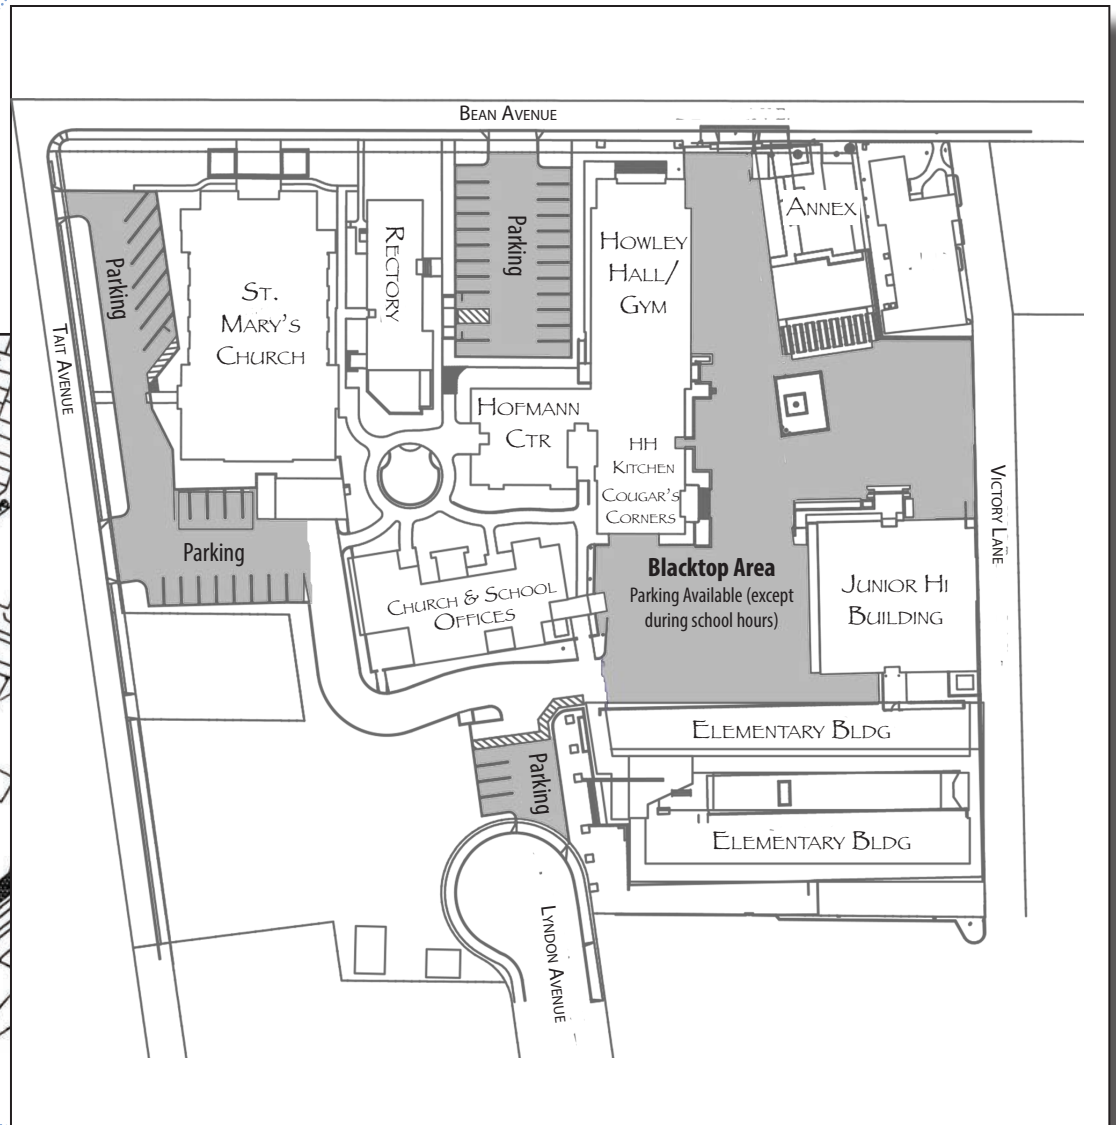 BEAN AVENUE
ANNEX
RECTORY
Parking
HOWLEY
HALL/
GYM
Parking
ST.
MARY'S
CHURCH
TAIT AVENUE
HOFMANN
CTR
HH
KITCHEN
COUGAR'S
CORNERS
VICTORY LANE
Parking
Blacktop Area
Parking Available (except
during school hours)
JUNIOR HI
BUILDING
CHURCH & SCHOOL
OFFICES
ELEMENTARY BLDG
Parking
ELEMENTARY BLDG
LYNDON AVENUE